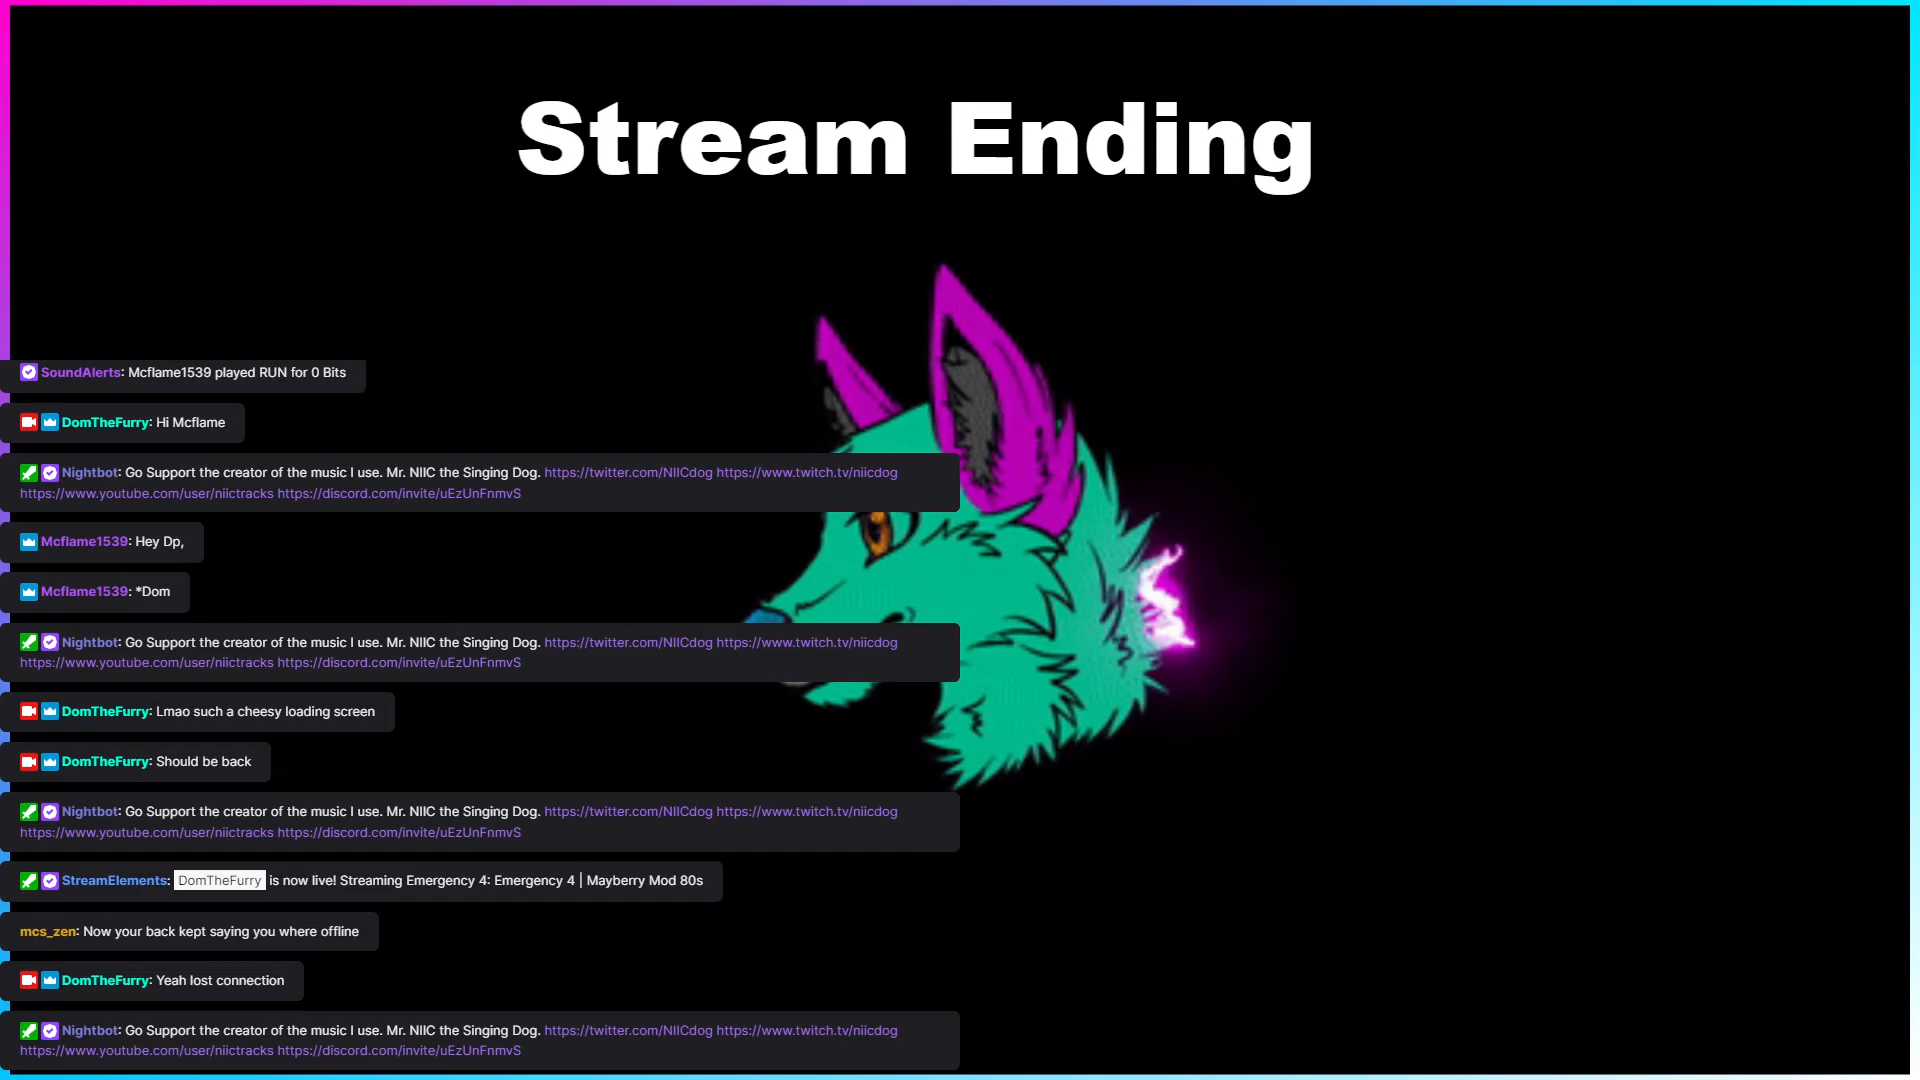 Stream Ending
SoundAlerts: Mcflame1539 played RUN for 0 Bits
DomTheFurry: Hi Mcflame
Nightbot: Go Support the creator of the music I use. Mr. NIIC the Singing Dog. https://twitter.com/NIICdog https://www.twitch.tv/niicdog
https://www.youtube.com/user/niictracks https://discord.com/invite/uEzUnFnmvS
Mcflame1539: Hey Dp,
Mcflame1539: *Dom
Nightbot: Go Support the creator of the music I use. Mr. NIIC the Singing Dog. https://twitter.com/NIICdog https://www.twitch.tv/niicdog
https://www.youtube.com/user/niictracks https://discord.com/invite/uEzUnFnmvS
DomTheFurry: Lmao such a cheesy loading screen
DomTheFurry: Should be back
Nightbot: Go Support the creator of the music I use. Mr. NIIC the Singing Dog. https://twitter.com/NIICdog https://www.twitch.tv/niicdog
https://www.youtube.com/user/niictracks https://discord.com/invite/uEzUnFnmvS
StreamElements: DomTheFurry is now live! Streaming Emergency 4: Emergency 4 | Mayberry Mod 80s
mcs_zen: Now your back kept saying you where offline
DomTheFurry: Yeah lost connection
Nightbot: Go Support the creator of the music I use. Mr. NIIC the Singing Dog. https://twitter.com/NIICdog https://www.twitch.tv/niicdog
https://www.youtube.com/user/niictracks https://discord.com/invite/uEzUnFnmvS